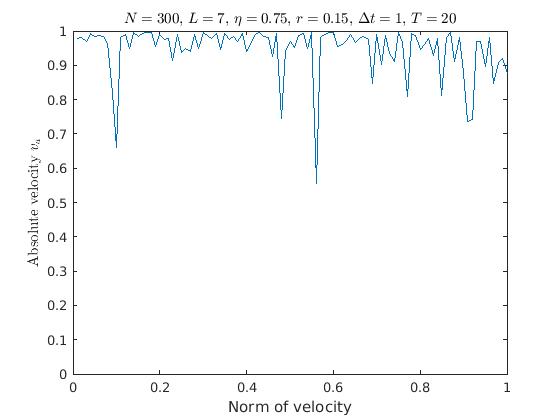 N = 300, L = 7, η = 0.75, r = 0.15, Δt = 1, T = 20
1
0.9
0.8
0.7
0.6
0.5
0.4
0.3
0.2
0.1
0
Absolute velocity vₐ
0 0.2 0.4 0.6 0.8 1
Norm of velocity